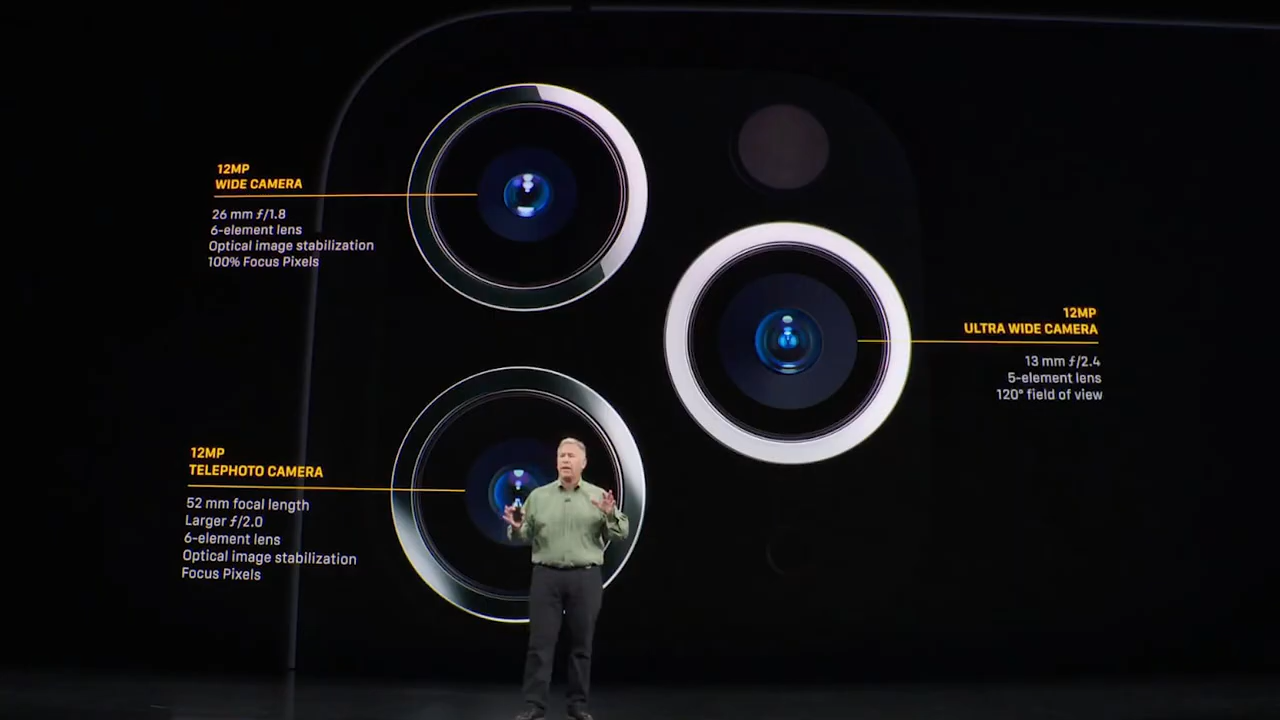 12MP
WIDE CAMERA
26 mm ƒ/1.8
6-element lens
Optical image stabilization
100% Focus Pixels
12MP
ULTRA WIDE CAMERA
13 mm ƒ/2.4
5-element lens
120° field of view
12MP
TELEPHOTO CAMERA
52 mm focal length
Larger ƒ/2.0
6-element lens
Optical image stabilization
Focus Pixels